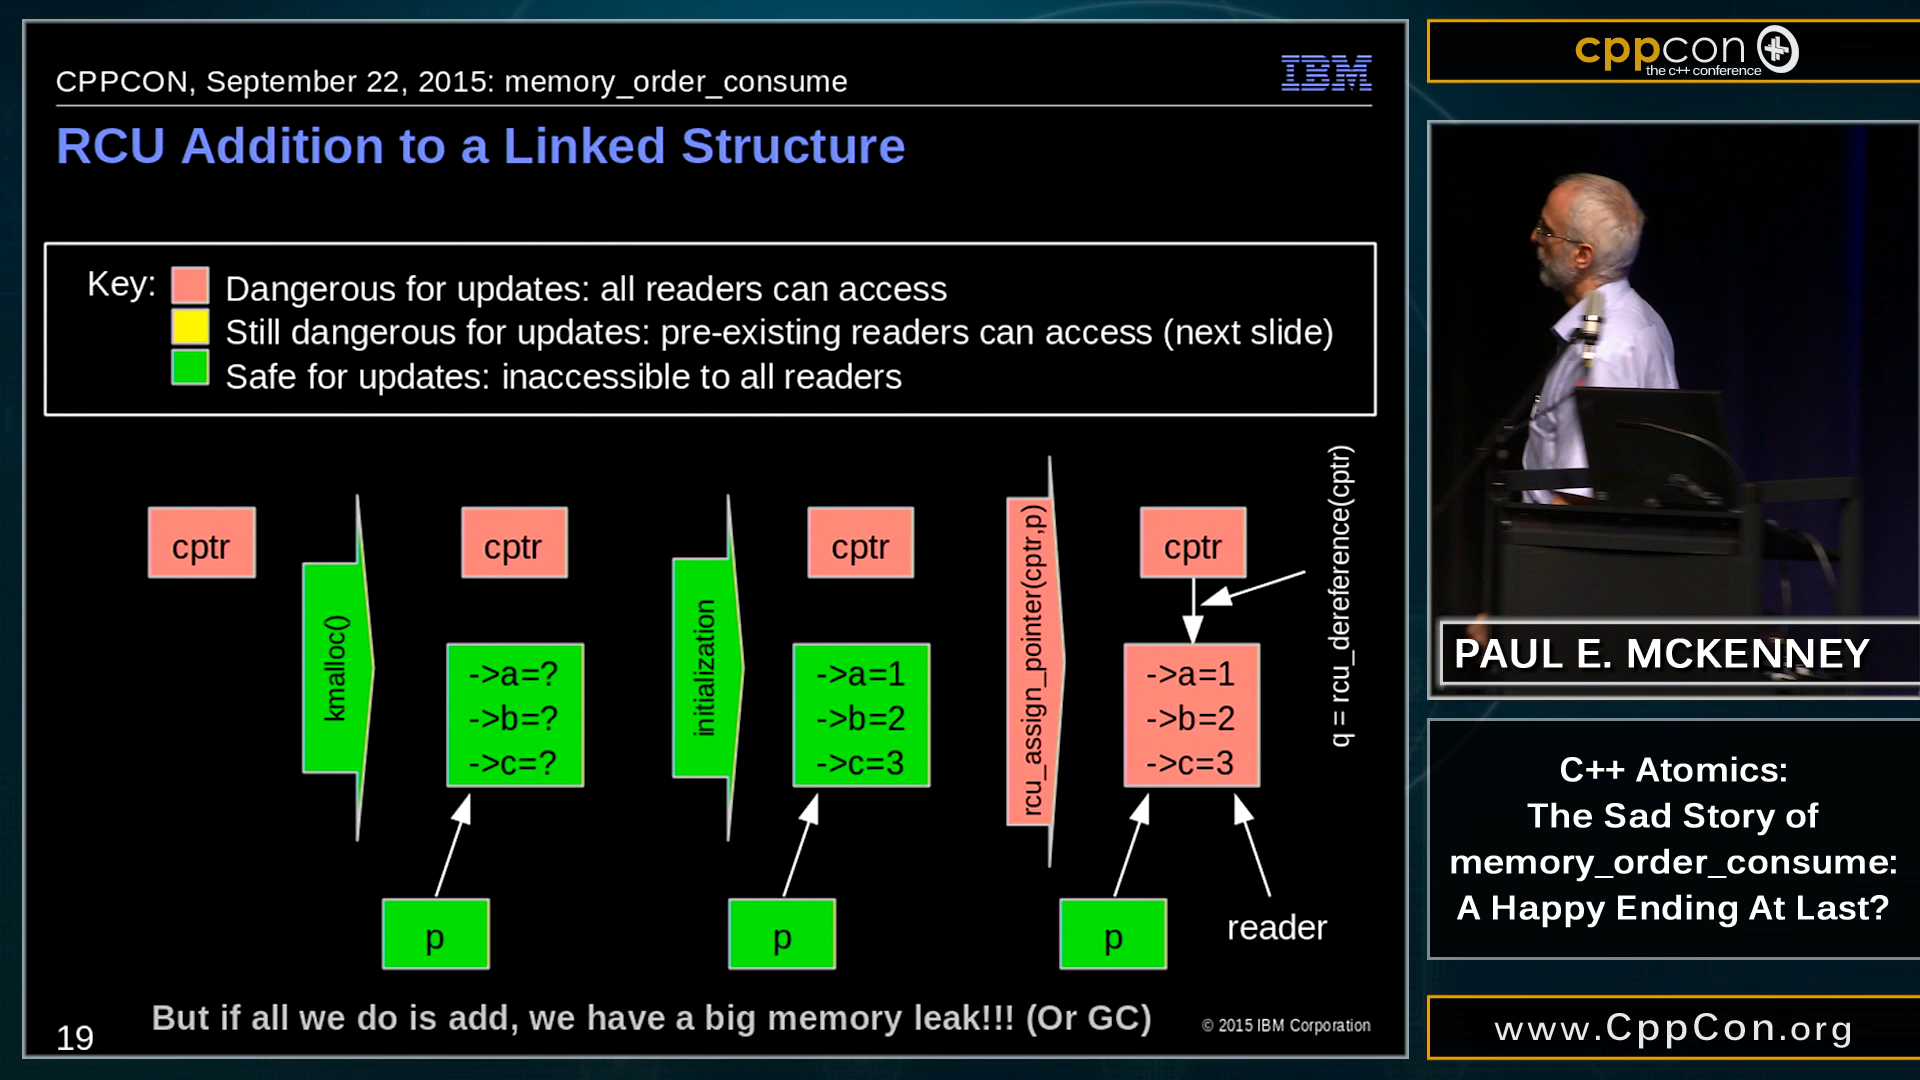 CPPCON, September 22, 2015: memory_order_consume
IBM
RCU Addition to a Linked Structure
Key:
Dangerous for updates: all readers can access
Still dangerous for updates: pre-existing readers can access (next slide)
Safe for updates: inaccessible to all readers
cptr
kmalloc()
cptr
->a=?
->b=?
->c=?
p
initialization
cptr
->a=1
->b=2
->c=3
p
rcu_assign_pointer(cptr,p)
cptr
->a=1
->b=2
->c=3
p
reader
q = rcu_dereference(cptr)
But if all we do is add, we have a big memory leak!!! (Or GC)
19
© 2015 IBM Corporation
cppcon
the c++ conference
PAUL E. MCKENNEY
C++ Atomics:
The Sad Story of
memory_order_consume:
A Happy Ending At Last?
www.CppCon.org